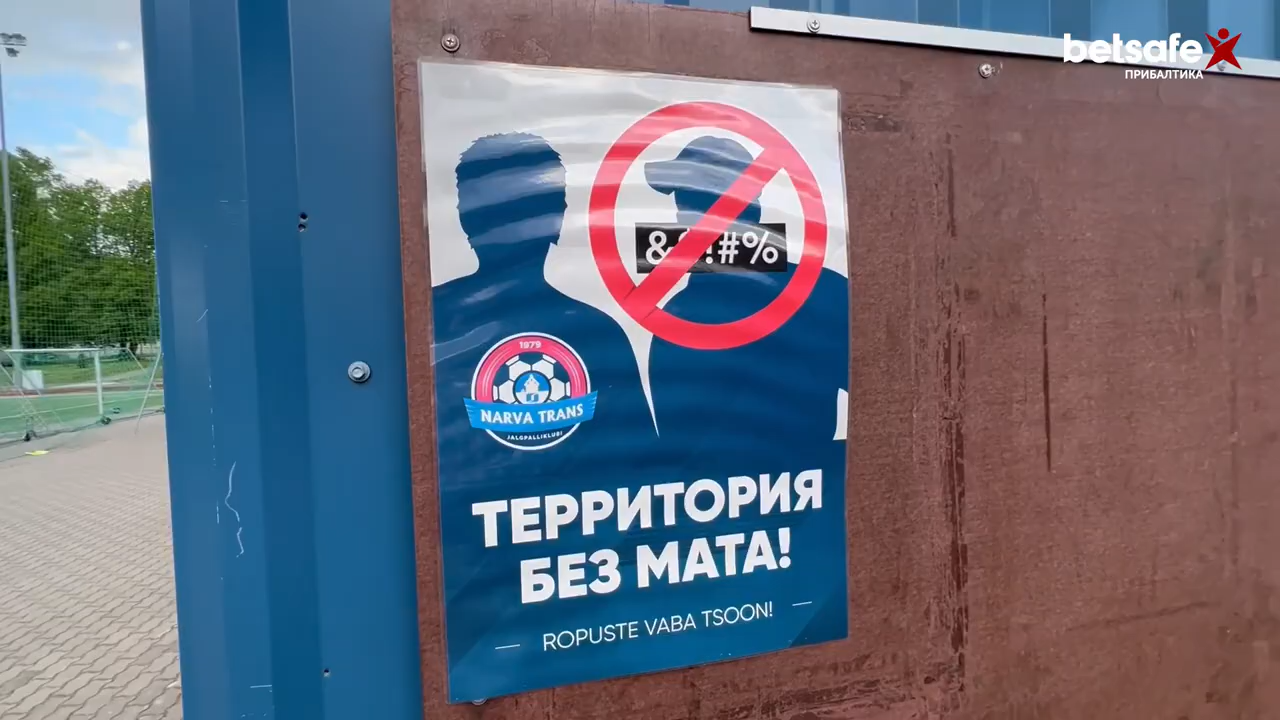 betsafe
ПРИБАЛТИКА
1979
NARVA TRANS
JALGPALLIKLUBI
ТЕРРИТОРИЯ
БЕЗ МАТА!
ROPUSTE VABA TSOON!